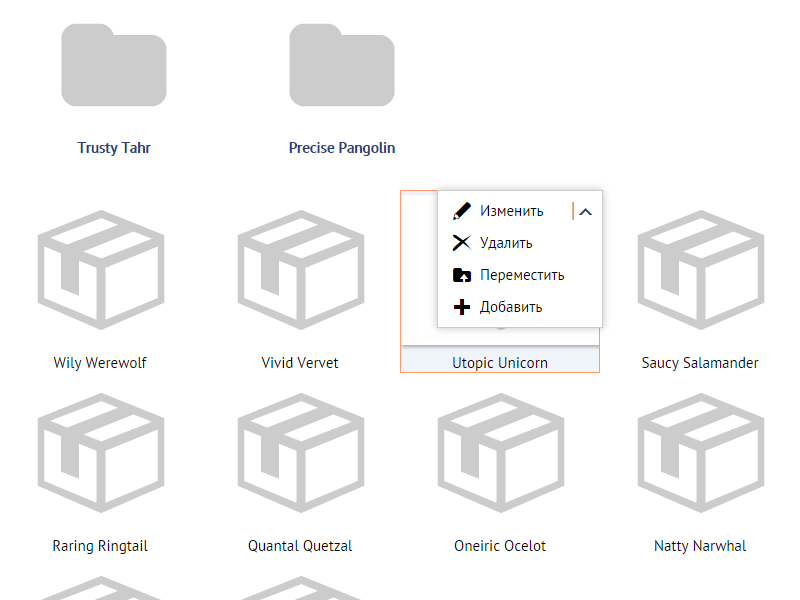 Trusty Tahr
Precise Pangolin
Изменить
Удалить
Переместить
Добавить
Wily Werewolf
Vivid Vervet
Utopic Unicorn
Saucy Salamander
Raring Ringtail
Quantal Quetzal
Oneiric Ocelot
Natty Narwhal